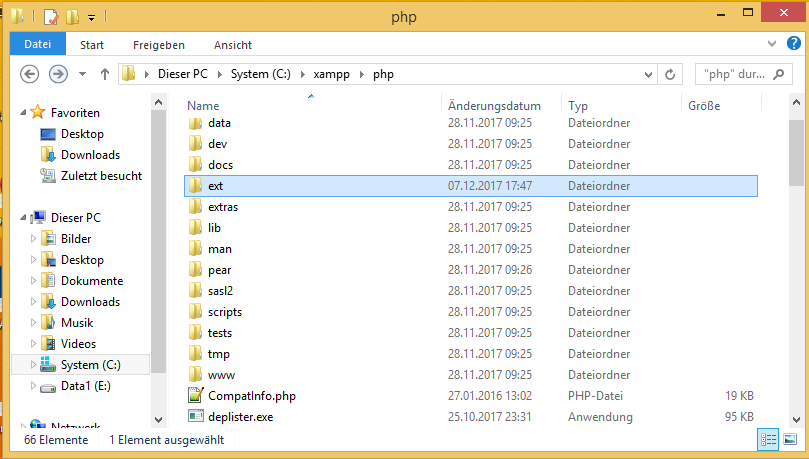 php
Datei Start Freigeben Ansicht
Dieser PC System (C:) xampp php "php" dur...
Name Änderungsdatum Typ Größe
Favoriten
Desktop
Downloads
Zuletzt besucht
Dieser PC
Bilder
Desktop
Dokumente
Downloads
Musik
Videos
System (C:)
Data1 (E:)
Netzwerk
data 28.11.2017 09:25 Dateiordner
dev 28.11.2017 09:25 Dateiordner
docs 28.11.2017 09:25 Dateiordner
ext 07.12.2017 17:47 Dateiordner
extras 28.11.2017 09:25 Dateiordner
lib 28.11.2017 09:25 Dateiordner
man 28.11.2017 09:25 Dateiordner
pear 28.11.2017 09:26 Dateiordner
sasl2 28.11.2017 09:25 Dateiordner
scripts 28.11.2017 09:25 Dateiordner
tests 28.11.2017 09:25 Dateiordner
tmp 28.11.2017 09:25 Dateiordner
www 28.11.2017 09:25 Dateiordner
CompatInfo.php 27.01.2016 13:02 PHP-Datei 19 KB
deplister.exe 25.10.2017 23:31 Anwendung 95 KB
66 Elemente 1 Element ausgewählt